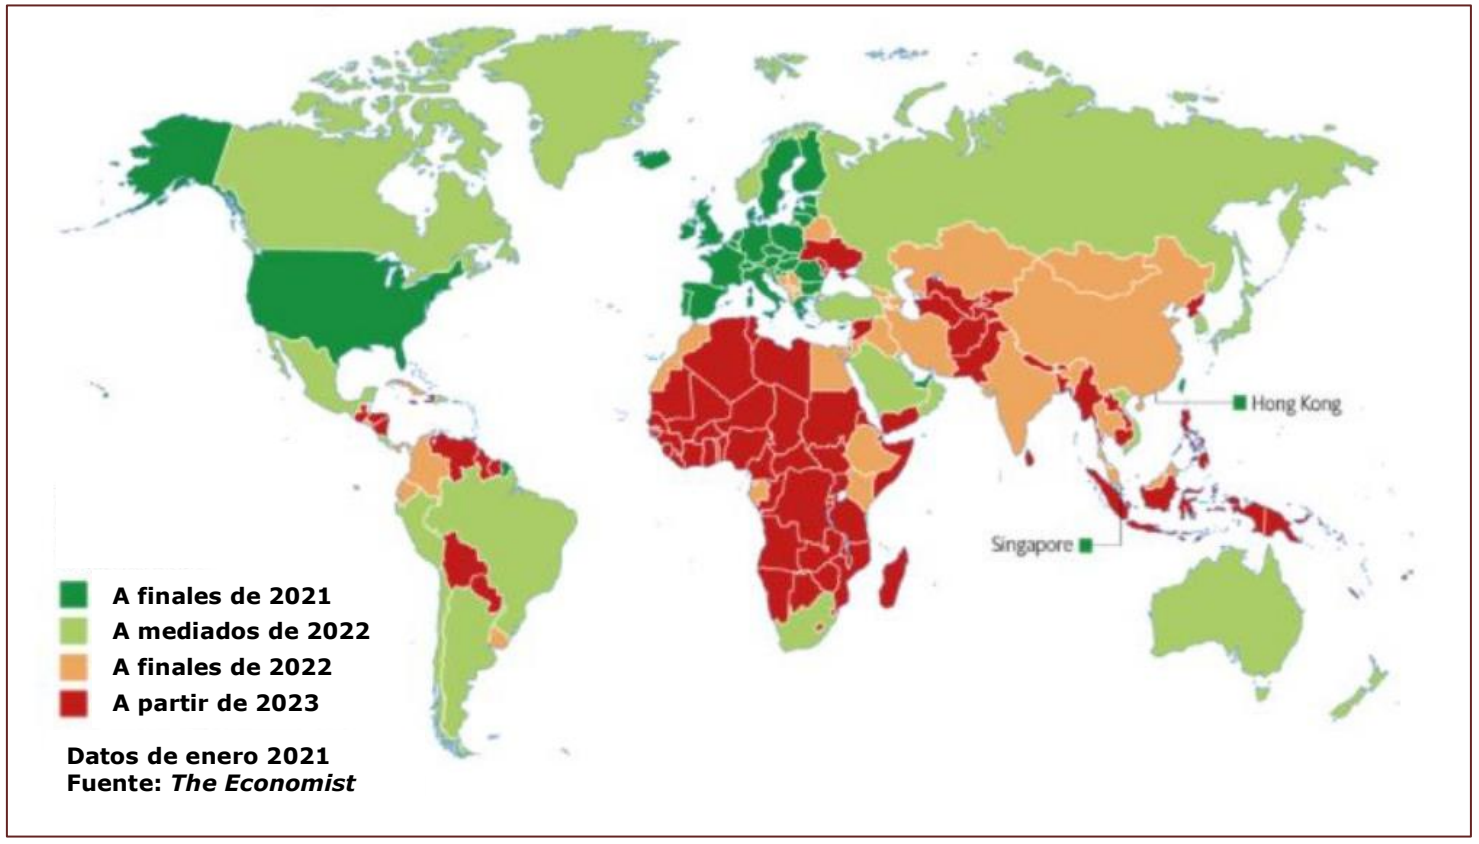 Hong Kong
Singapore
A finales de 2021
A mediados de 2022
A finales de 2022
A partir de 2023
Datos de enero 2021
Fuente: The Economist